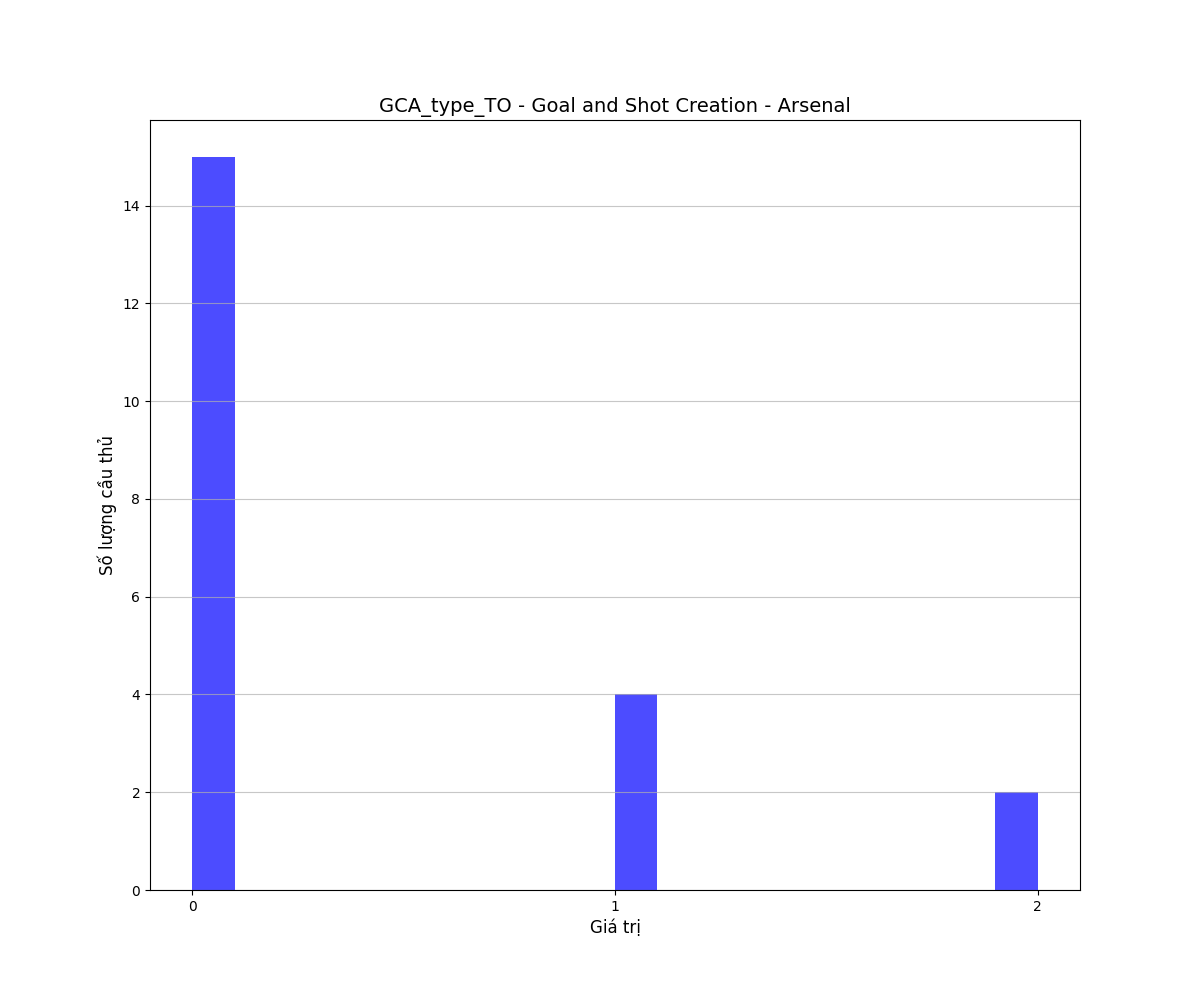 GCA_type_TO - Goal and Shot Creation - Arsenal
Số lượng cầu thủ
14
12
10
8
6
4
2
0
0 1 2
Giá trị